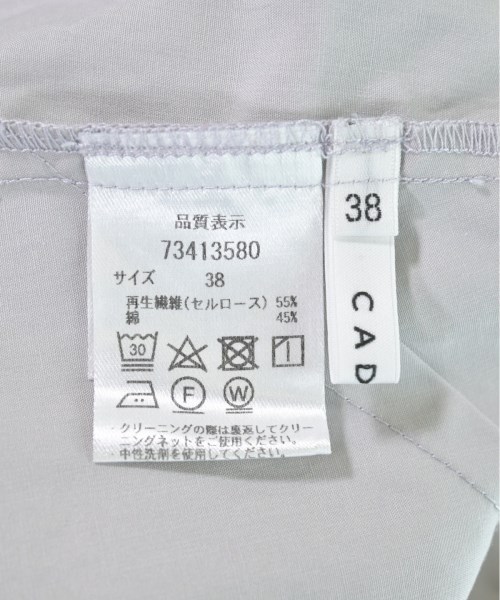 品質表示
73413580
サイズ 38
再生繊維(セルロース) 55%
綿 45%
30
F W
・クリーニングの際は裏返してクリー
ニングネットをご使用ください。
・中性洗剤を使用してください。
38
CAD